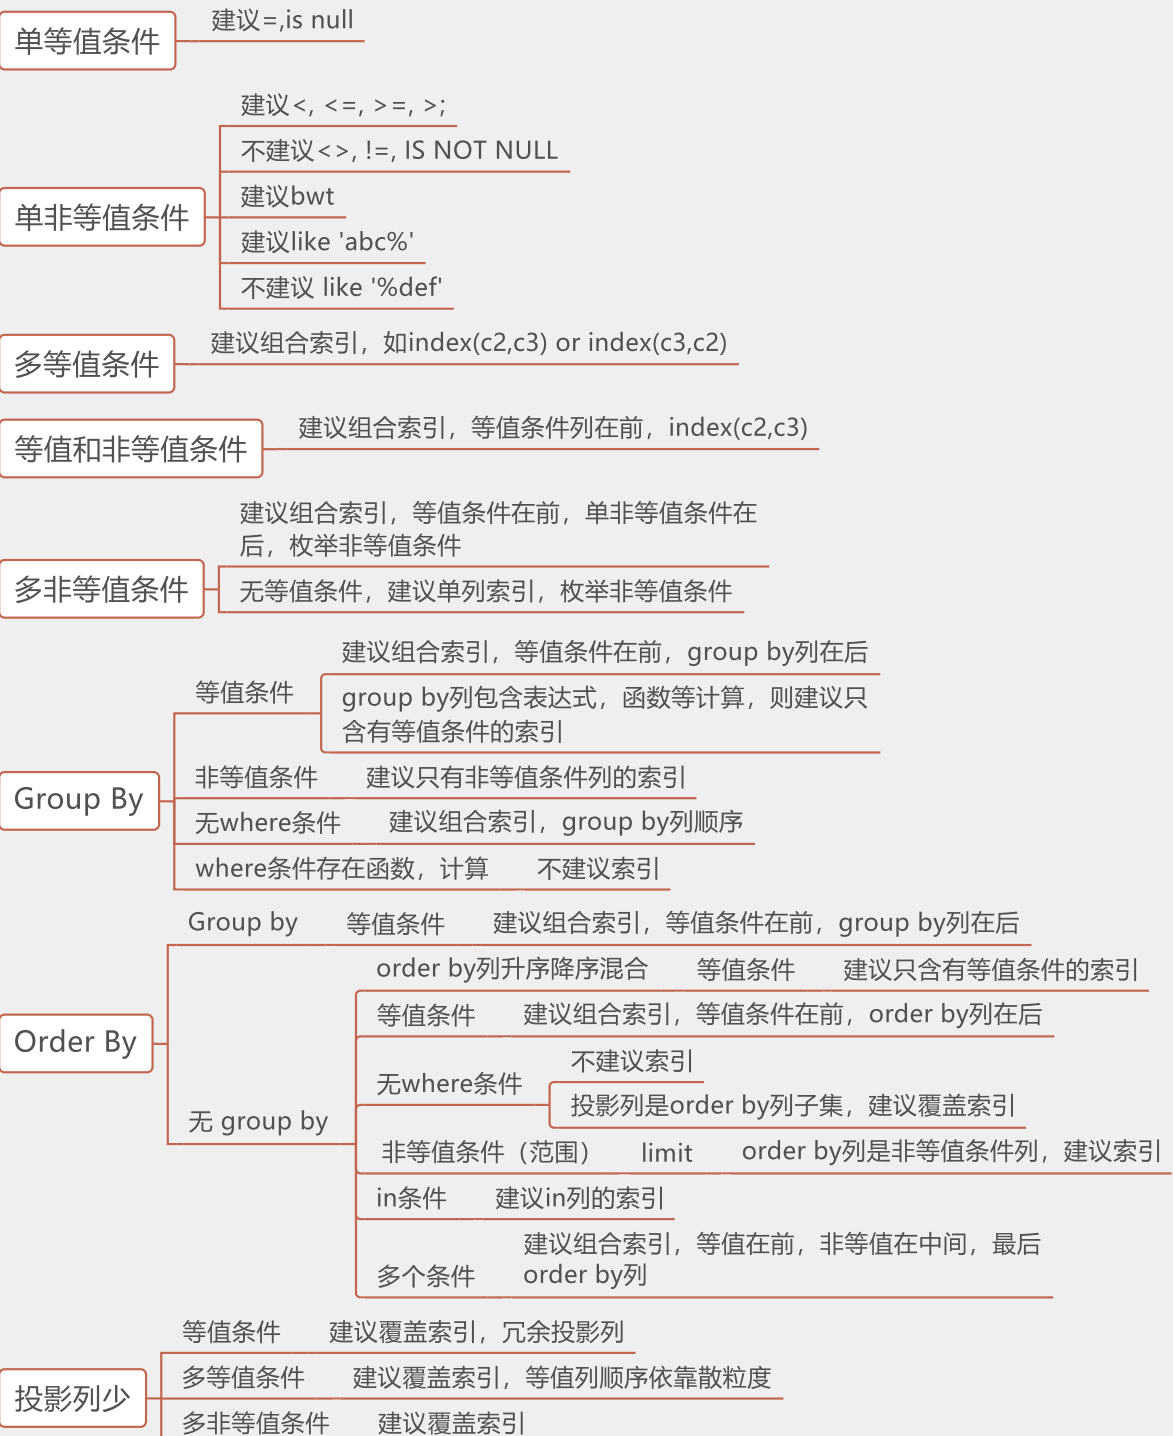 单等值条件
建议=,is null
单非等值条件
建议<, <=, >=, >;
不建议<>, !=, IS NOT NULL
建议bwt
建议like 'abc%'
不建议 like '%def'
多等值条件
建议组合索引，如index(c2,c3) or index(c3,c2)
等值和非等值条件
建议组合索引，等值条件列在前，index(c2,c3)
多非等值条件
建议组合索引，等值条件在前，单非等值条件在
后，枚举非等值条件
无等值条件，建议单列索引，枚举非等值条件
Group By
等值条件
建议组合索引，等值条件在前，group by列在后
group by列包含表达式，函数等计算，则建议只
含有等值条件的索引
非等值条件
建议只有非等值条件列的索引
无where条件
建议组合索引，group by列顺序
where条件存在函数，计算
不建议索引
Order By
Group by
等值条件
建议组合索引，等值条件在前，group by列在后
无 group by
order by列升序降序混合
等值条件
建议只含有等值条件的索引
等值条件
建议组合索引，等值条件在前，order by列在后
无where条件
不建议索引
投影列是order by列子集，建议覆盖索引
非等值条件（范围）
limit
order by列是非等值条件列，建议索引
in条件
建议in列的索引
多个条件
建议组合索引，等值在前，非等值在中间，最后
order by列
投影列少
等值条件
建议覆盖索引，冗余投影列
多等值条件
建议覆盖索引，等值列顺序依靠散粒度
多非等值条件
建议覆盖索引